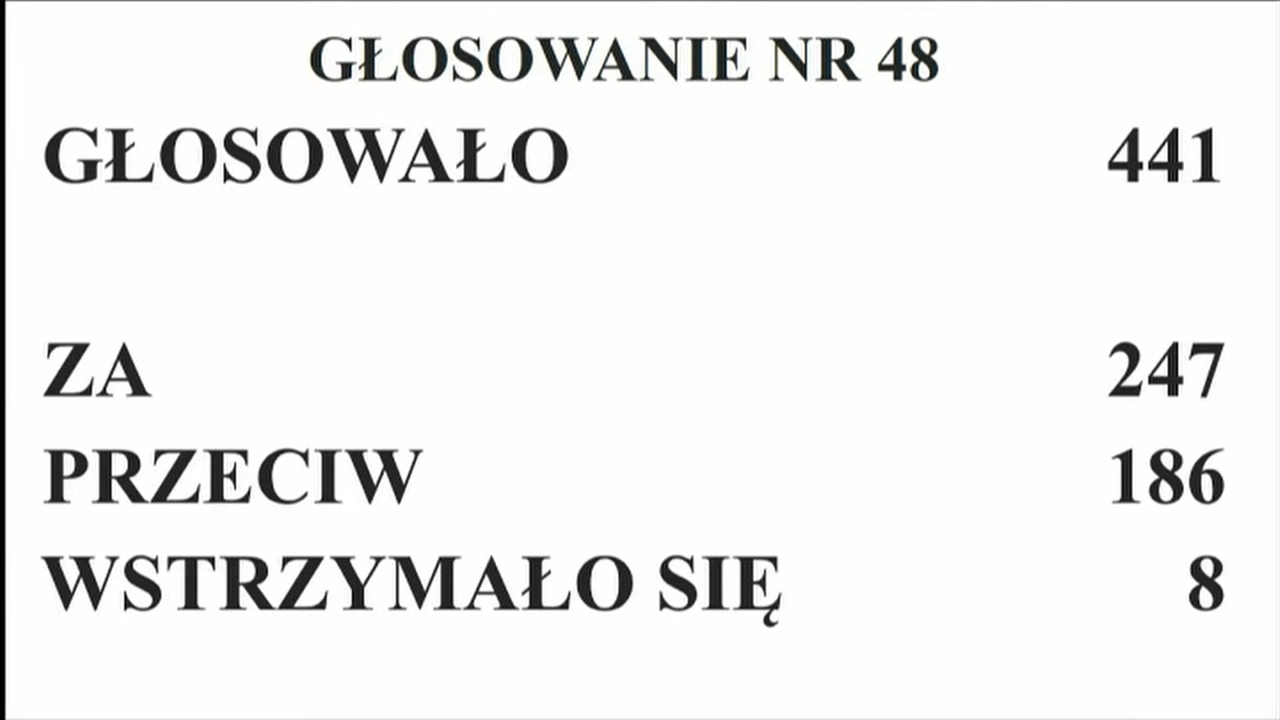 GŁOSOWANIE NR 48
GŁOSOWAŁO 441
ZA 247
PRZECIW 186
WSTRZYMAŁO SIĘ 8